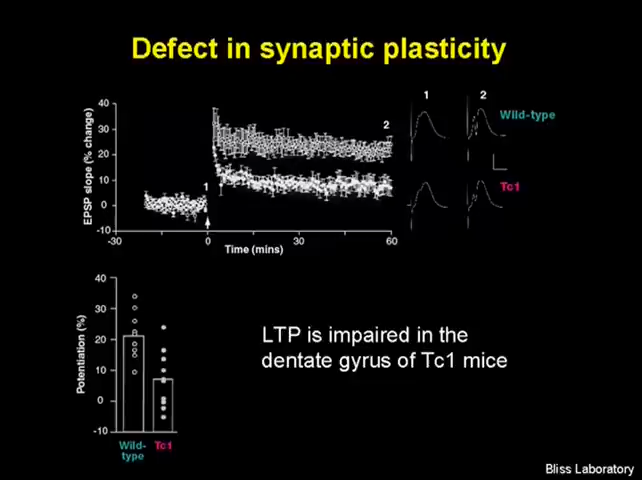 Defect in synaptic plasticity
EPSP slope (% change)
40
30
20
10
0
-10
-30
0
30
60
Time (mins)
1
2
1
2
Wild-type
Tc1
Potentiation (%)
40
30
20
10
0
-10
Wild-
type
Tc1
LTP is impaired in the
dentate gyrus of Tc1 mice
Bliss Laboratory